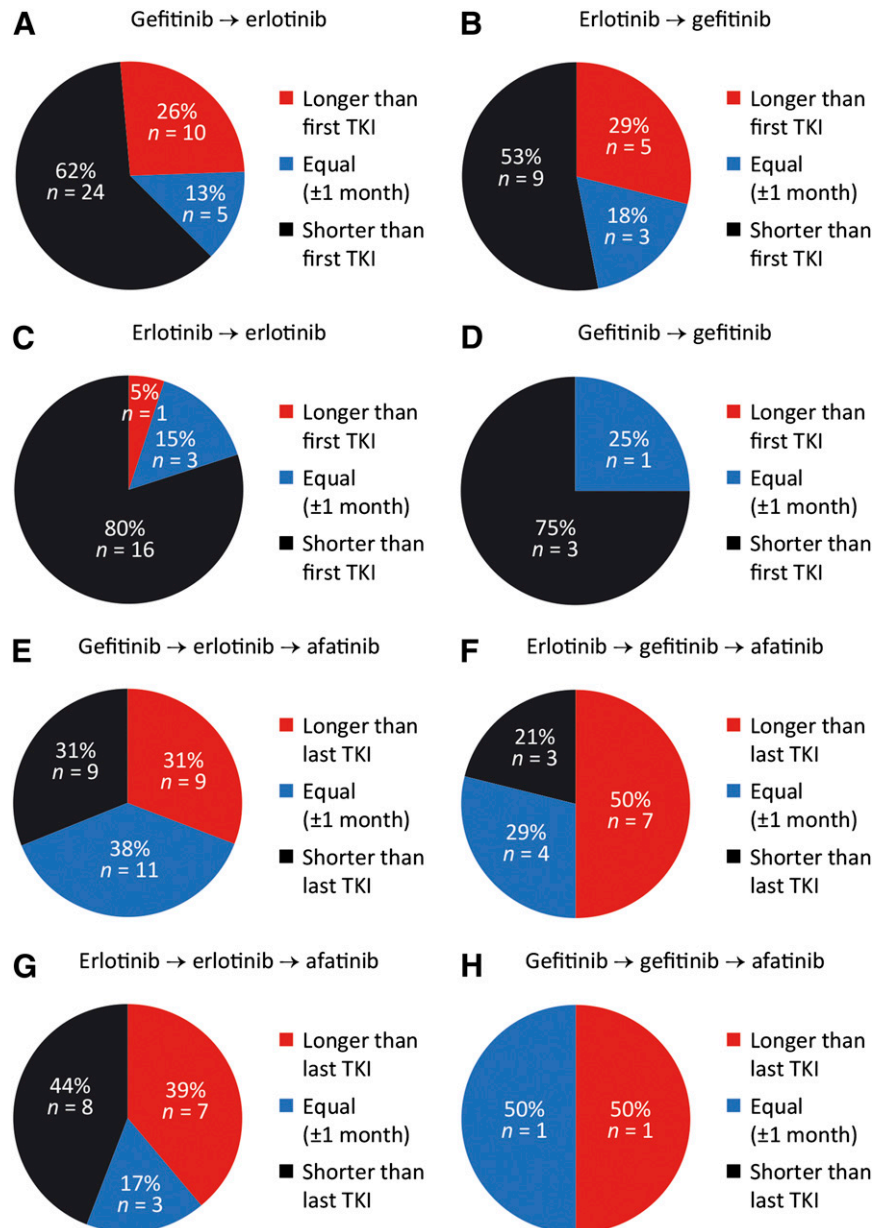 A
Gefitinib → erlotinib
26%
n = 10
13%
n = 5
62%
n = 24
Longer than
first TKI
Equal
(±1 month)
Shorter than
first TKI
B
Erlotinib → gefitinib
29%
n = 5
18%
n = 3
53%
n = 9
Longer than
first TKI
Equal
(±1 month)
Shorter than
first TKI
C
Erlotinib → erlotinib
5%
n = 1
15%
n = 3
80%
n = 16
Longer than
first TKI
Equal
(±1 month)
Shorter than
first TKI
D
Gefitinib → gefitinib
25%
n = 1
75%
n = 3
Longer than
first TKI
Equal
(±1 month)
Shorter than
first TKI
E
Gefitinib → erlotinib → afatinib
31%
n = 9
31%
n = 9
38%
n = 11
Longer than
last TKI
Equal
(±1 month)
Shorter than
last TKI
F
Erlotinib → gefitinib → afatinib
21%
n = 3
50%
n = 7
29%
n = 4
Longer than
last TKI
Equal
(±1 month)
Shorter than
last TKI
G
Erlotinib → erlotinib → afatinib
44%
n = 8
39%
n = 7
17%
n = 3
Longer than
last TKI
Equal
(±1 month)
Shorter than
last TKI
H
Gefitinib → gefitinib → afatinib
50%
n = 1
50%
n = 1
Longer than
last TKI
Equal
(±1 month)
Shorter than
last TKI